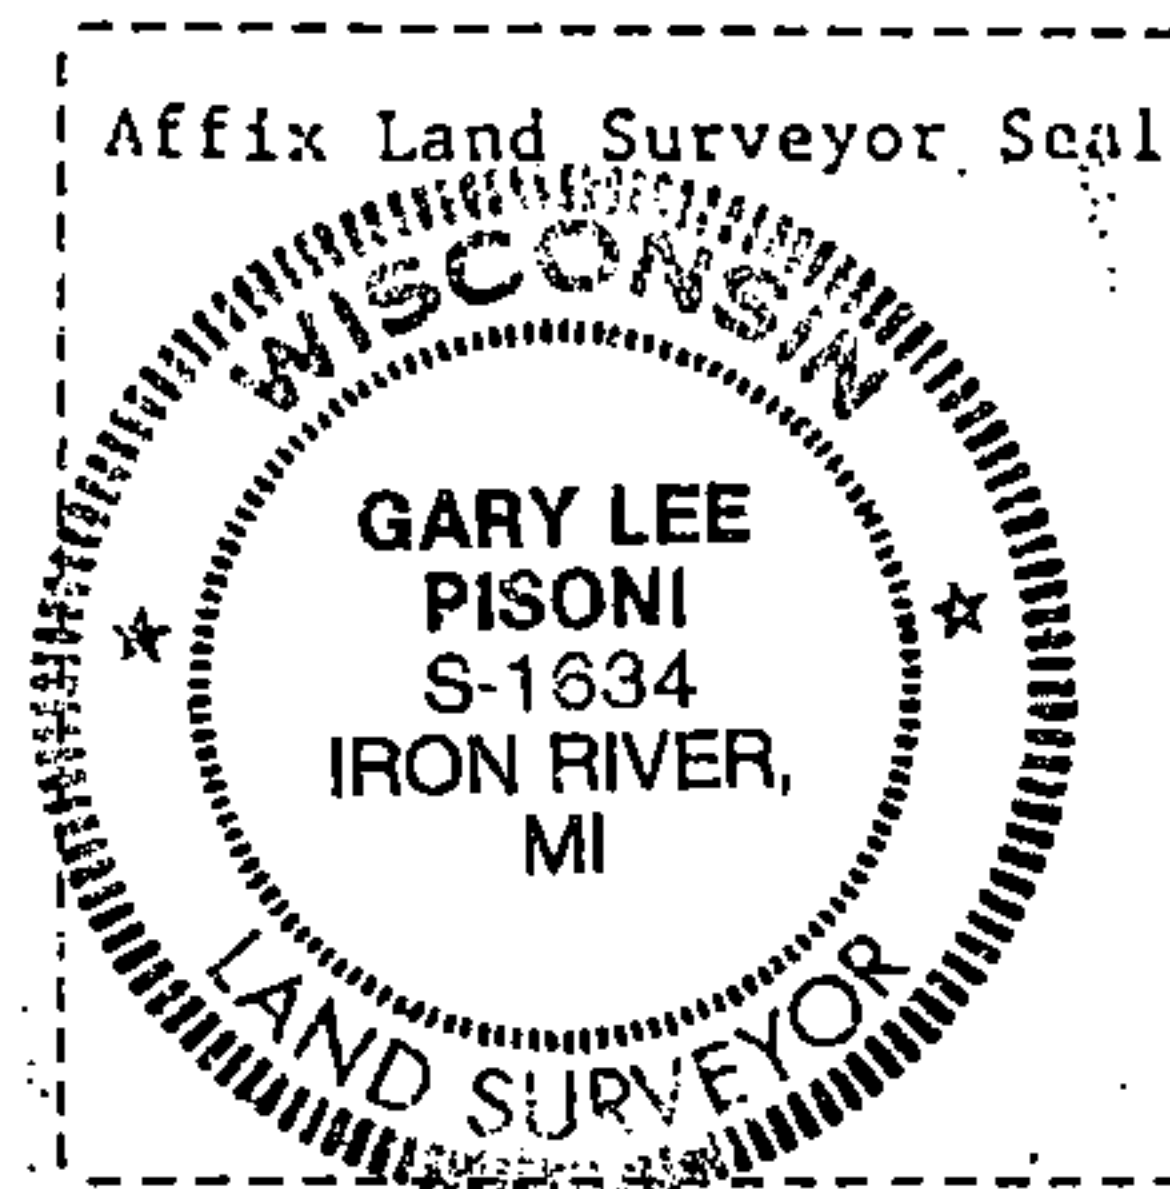 Affix Land Surveyor Seal
WISCONSIN
GARY LEE
PISONI
S-1634
IRON RIVER,
MI
LAND SURVEYOR